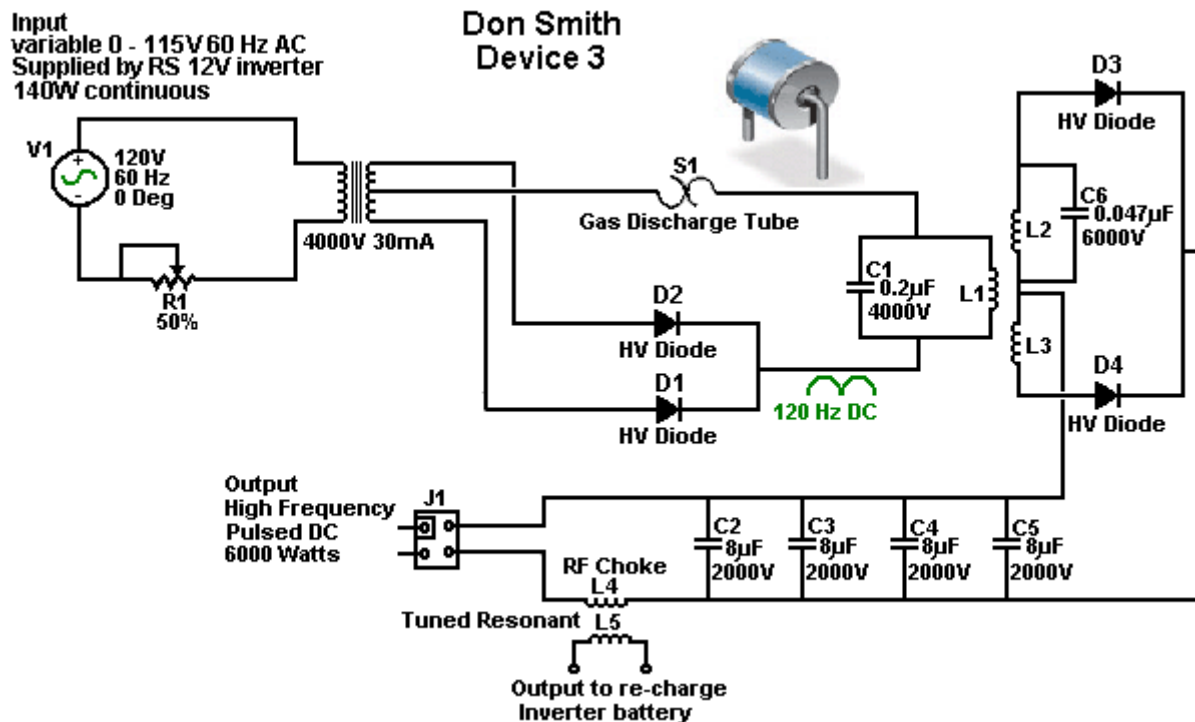 Don Smith
Device 3
Input
variable 0 - 115V 60 Hz AC
Supplied by RS 12V inverter
140W continuous
V1
120V
60 Hz
0 Deg
R1
50%
4000V 30mA
S1
Gas Discharge Tube
D2
HV Diode
D1
HV Diode
120 Hz DC
C1
0.2µF
4000V
L1
L2
L3
C6
0.047µF
6000V
D3
HV Diode
D4
HV Diode
Output
High Frequency
Pulsed DC
6000 Watts
J1
C2
8µF
2000V
C3
8µF
2000V
C4
8µF
2000V
C5
8µF
2000V
RF Choke
L4
Tuned Resonant
L5
Output to re-charge
Inverter battery